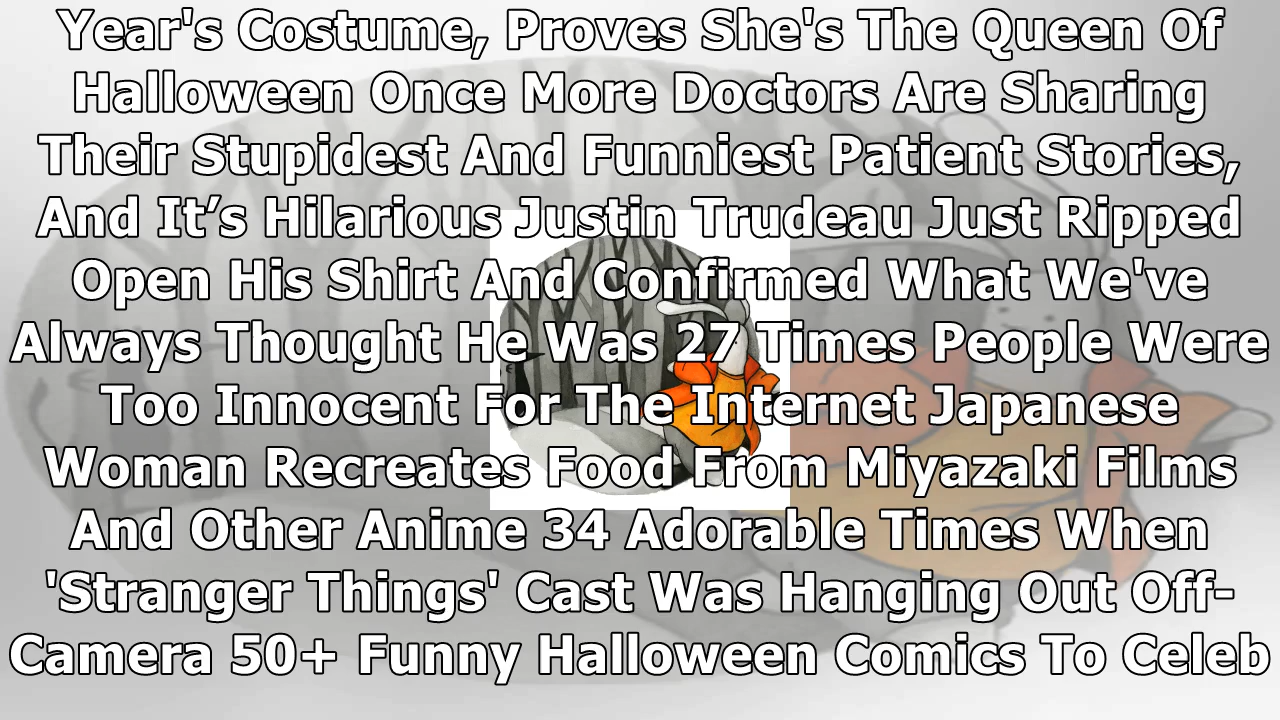 Year's Costume, Proves She's The Queen Of
Halloween Once More Doctors Are Sharing
Their Stupidest And Funniest Patient Stories,
And It’s Hilarious Justin Trudeau Just Ripped
Open His Shirt And Confirmed What We've
Always Thought He Was 27 Times People Were
Too Innocent For The Internet Japanese
Woman Recreates Food From Miyazaki Films
And Other Anime 34 Adorable Times When
'Stranger Things' Cast Was Hanging Out Off-
Camera 50+ Funny Halloween Comics To Celeb